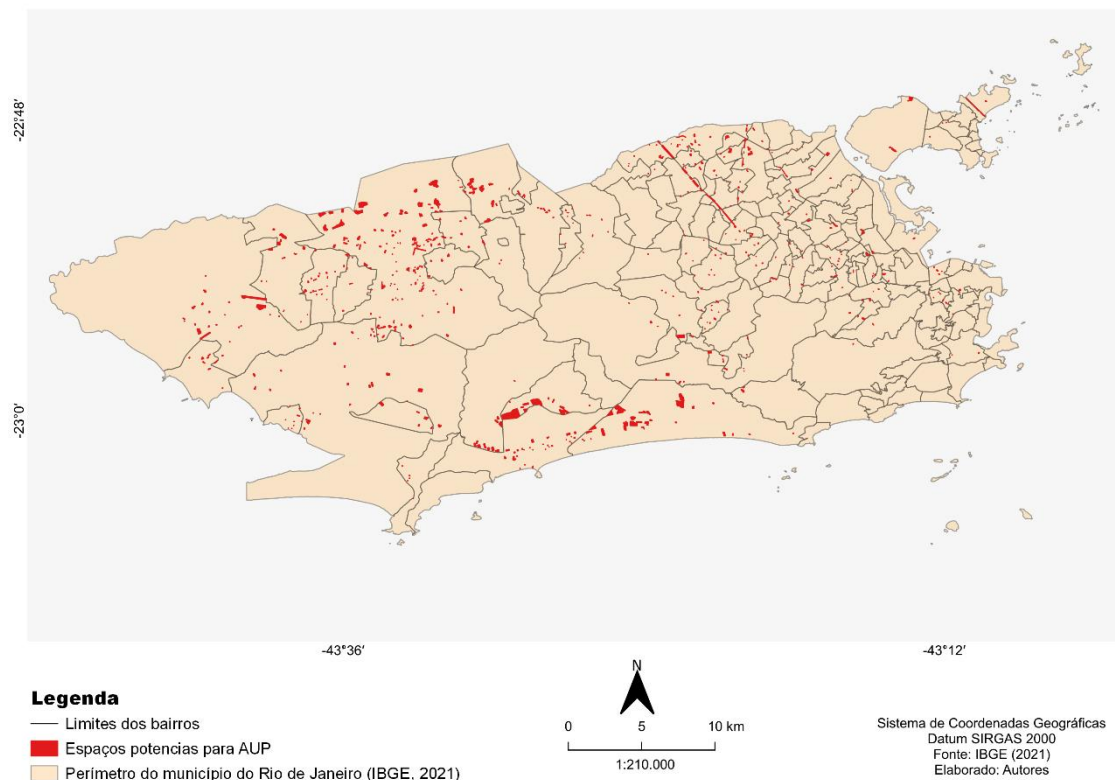 -22°48'
-23°0'
-43°36'
-43°12'
N
0 5 10 km
1:210.000
Legenda
Limites dos bairros
Espaços potencias para AUP
Perímetro do município do Rio de Janeiro (IBGE, 2021)
Sistema de Coordenadas Geográficas
Datum SIRGAS 2000
Fonte: IBGE (2021)
Elaborado: Autores